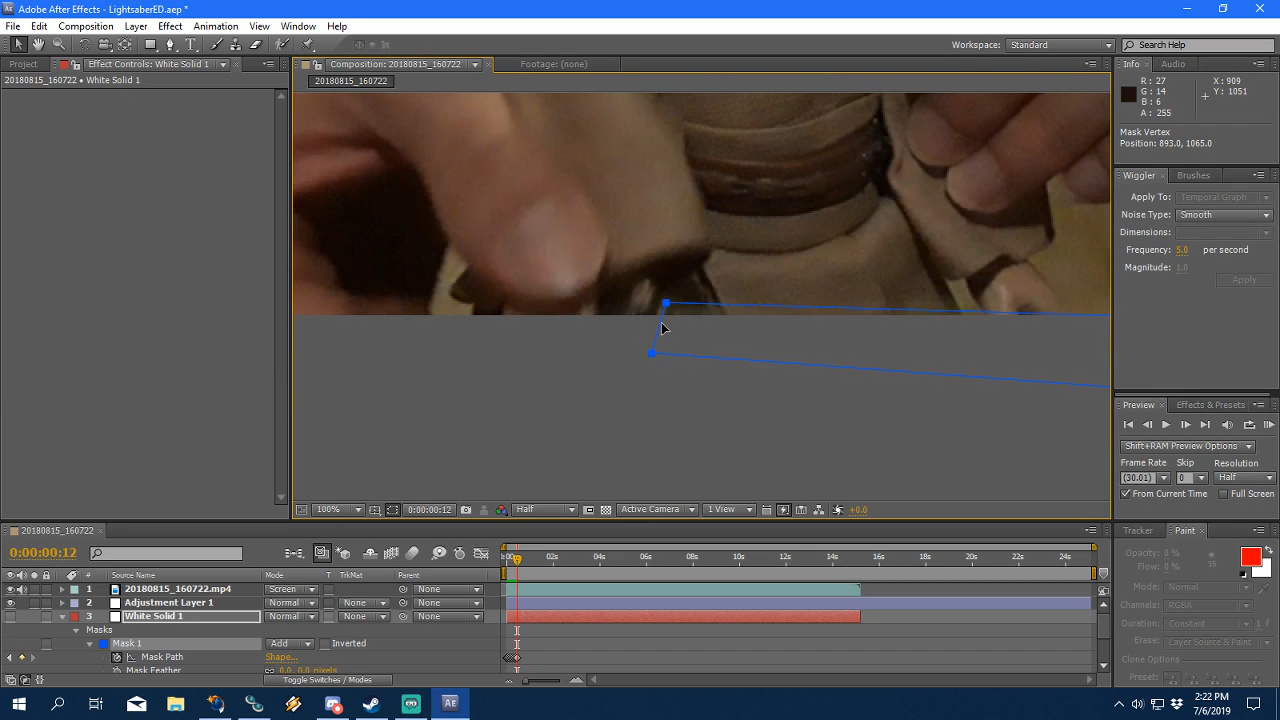 Adobe After Effects - LightsaberED.aep *
File Edit Composition Layer Effect Animation View Window Help
Workspace: Standard Search Help
Project Effect Controls: White Solid 1
20180815_160722 • White Solid 1
Composition: 20180815_160722 Footage: (none)
20180815_160722
Info Audio
R : 27 X : 909
G : 14 Y : 1051
B : 6
A : 255
Mask Vertex
Position: 893.0, 1065.0
Wiggler Brushes
Apply To: Temporal Graph
Noise Type: Smooth
Dimensions:
Frequency: 5.0 per second
Magnitude: 1.0
Apply
Preview Effects & Presets
Shift+RAM Preview Options
Frame Rate Skip Resolution
(30.01) 0 Half
From Current Time Full Screen
100% 0:00:00:12 Half Active Camera 1 View +0.0
20180815_160722
0:00:00:12
:00s 02s 04s 06s 08s 10s 12s 14s 16s 18s 20s 22s 24s
# Source Name Mode T TrkMat Parent
1 20180815_160722.mp4 Screen None
2 Adjustment Layer 1 Normal None None
3 White Solid 1 Normal None None
Masks
Mask 1 Add Inverted
Mask Path Shape...
Mask Feather 0.0, 0.0 pixels
Toggle Switches / Modes
Tracker Paint
Opacity: 0 %
Flow: 0 %
15
Mode: Normal
Channels: RGBA
Duration: Constant 1 f
Erase: Layer Source & Paint
Clone Options
Preset:
Ae
2:22 PM
7/6/2019